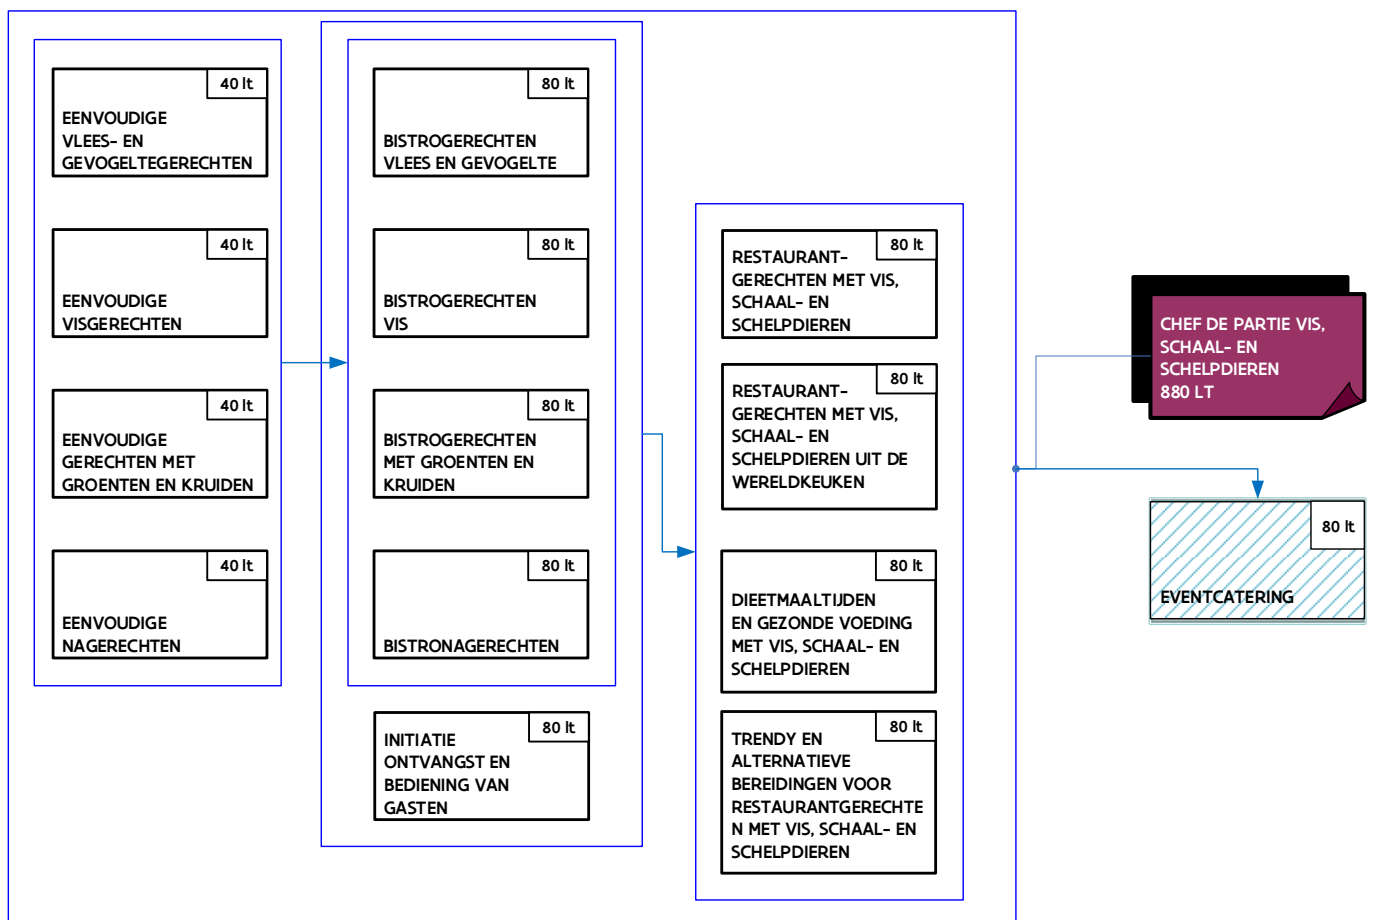 40 lt
EENVOUDIGE
VLEES- EN
GEVOGELTEGERECHTEN
40 lt
EENVOUDIGE
VISGERECHTEN
40 lt
EENVOUDIGE
GERECHTEN MET
GROENTEN EN KRUIDEN
40 lt
EENVOUDIGE
NAGERECHTEN
80 lt
BISTROGERECHTEN
VLEES EN GEVOGELTE
80 lt
BISTROGERECHTEN
VIS
80 lt
BISTROGERECHTEN
MET GROENTEN EN
KRUIDEN
80 lt
BISTRONAGERECHTEN
80 lt
INITIATIE
ONTVANGST EN
BEDIENING VAN
GASTEN
80 lt
RESTAURANT-
GERECHTEN MET VIS,
SCHAAL- EN
SCHELPDIEREN
80 lt
RESTAURANT-
GERECHTEN MET VIS,
SCHAAL- EN
SCHELPDIEREN UIT DE
WERELDKEUKEN
80 lt
DIEETMAALTIJDEN
EN GEZONDE VOEDING
MET VIS, SCHAAL- EN
SCHELPDIEREN
80 lt
TRENDY EN
ALTERNATIEVE
BEREIDINGEN VOOR
RESTAURANTGERECHTE
N MET VIS, SCHAAL- EN
SCHELPDIEREN
CHEF DE PARTIE VIS,
SCHAAL- EN
SCHELPDIEREN
880 LT
80 lt
EVENTCATERING